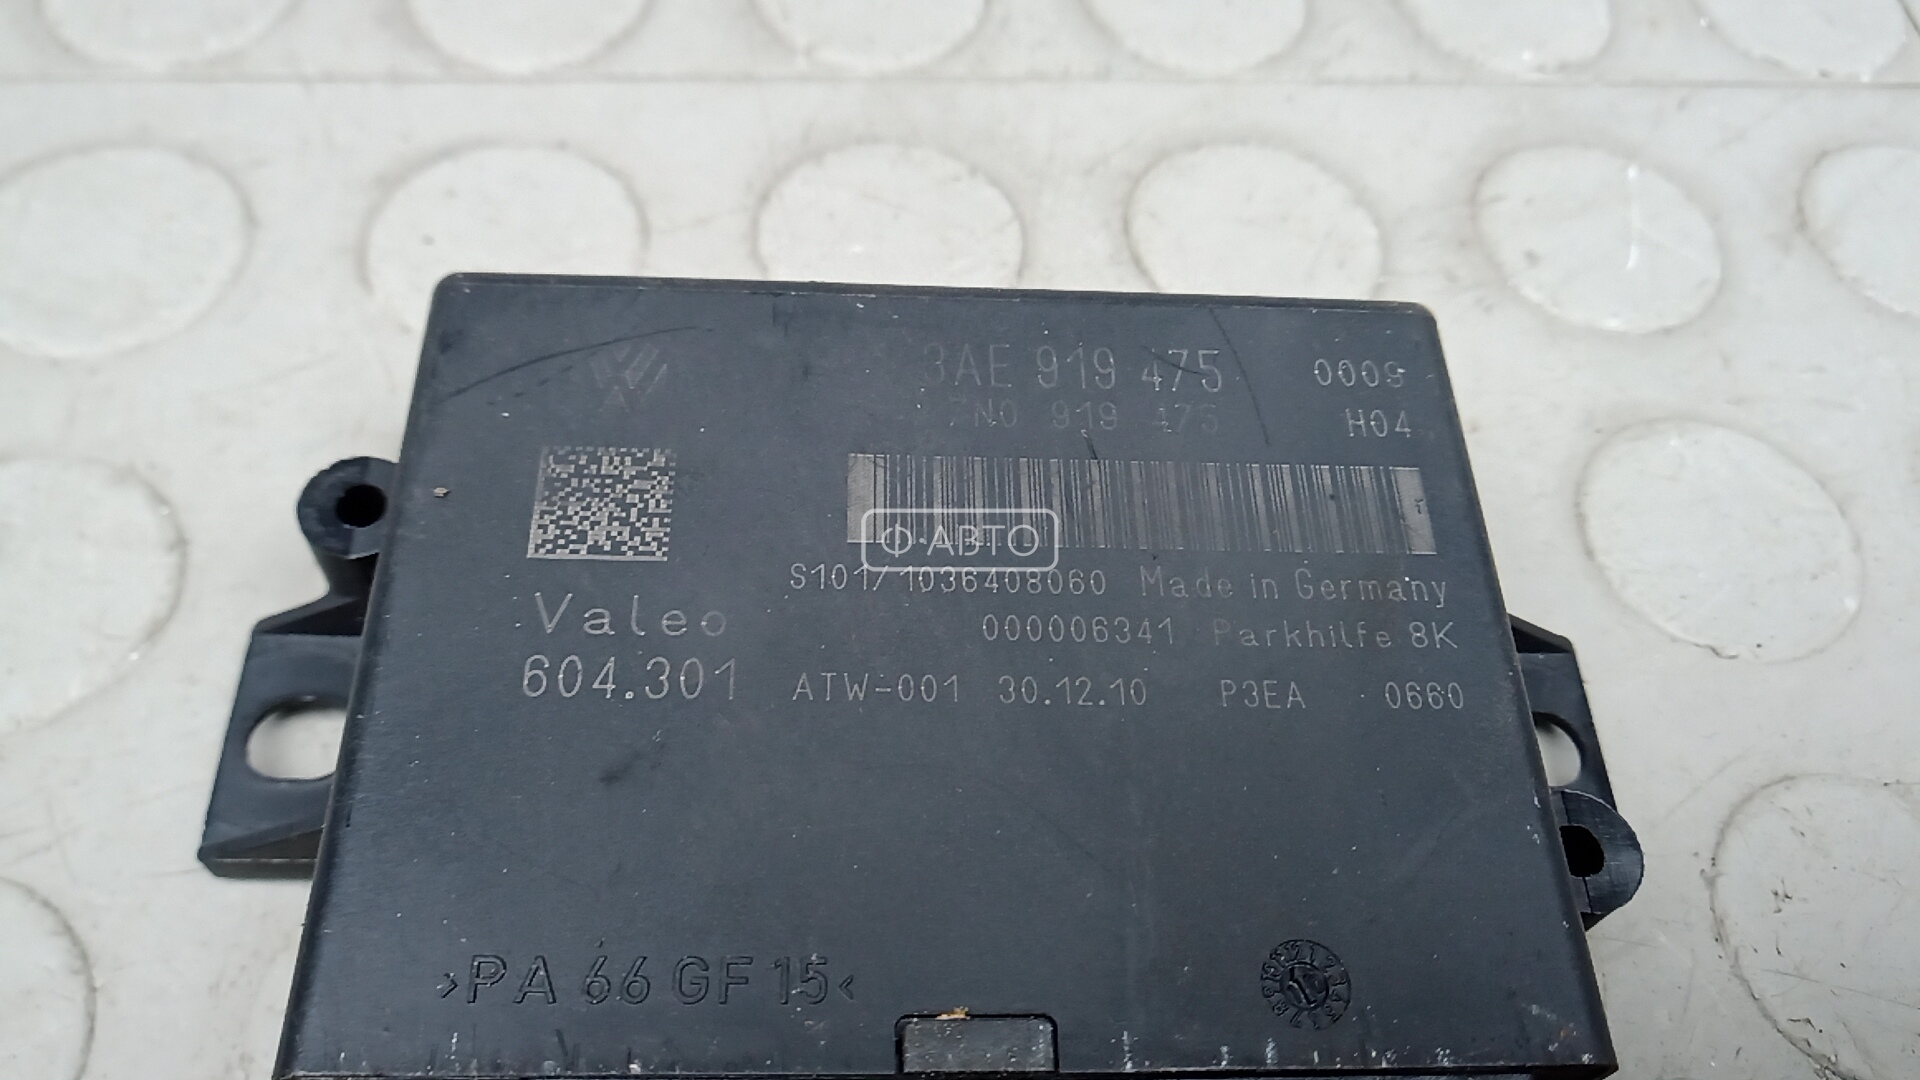 3AE 919 475 0009
7N0 919 475 H04
Ф·АВТО
S101/1036408060 Made in Germany
Valeo 000006341 Parkhilfe 8K
604.301 ATW-001 30.12.10 P3EA 0660
>PA 66 GF 15<